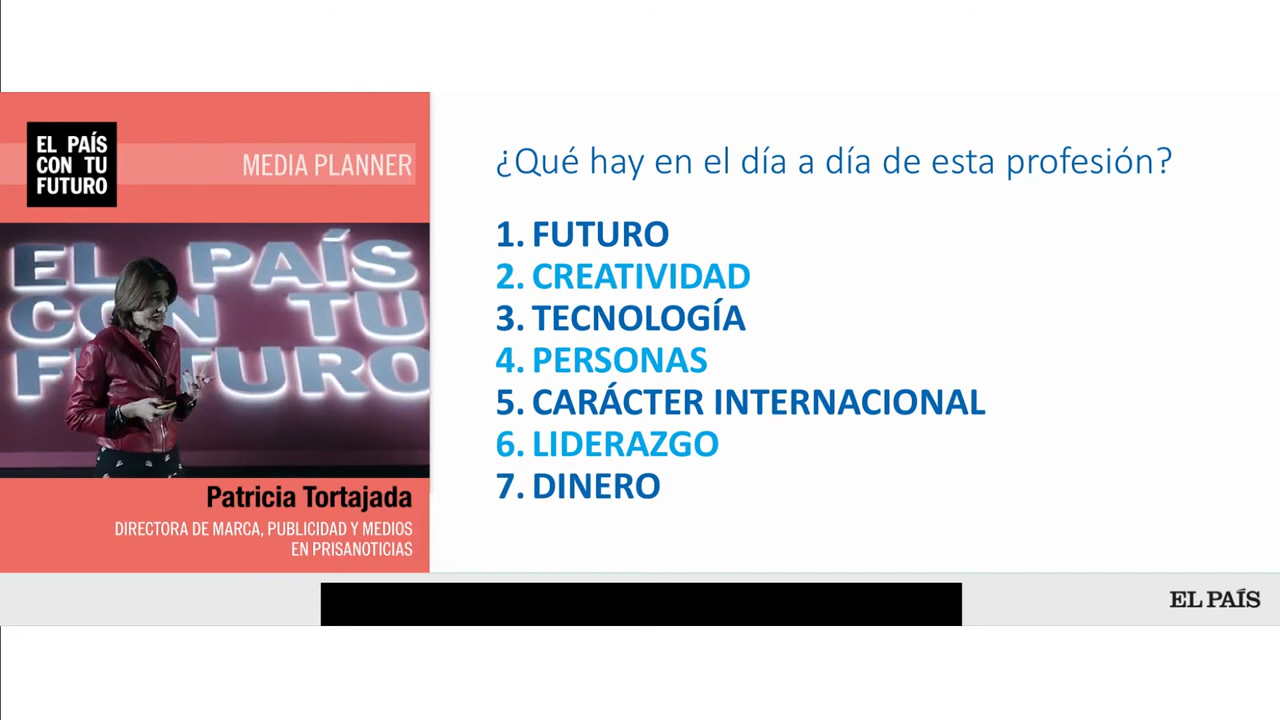 EL PAÍS
CON TU
FUTURO
MEDIA PLANNER
EL PAÍS
CON TU
FUTURO
Patricia Tortajada
DIRECTORA DE MARCA, PUBLICIDAD Y MEDIOS
EN PRISANOTICIAS
¿Qué hay en el día a día de esta profesión?
1. FUTURO
2. CREATIVIDAD
3. TECNOLOGÍA
4. PERSONAS
5. CARÁCTER INTERNACIONAL
6. LIDERAZGO
7. DINERO
EL PAÍS